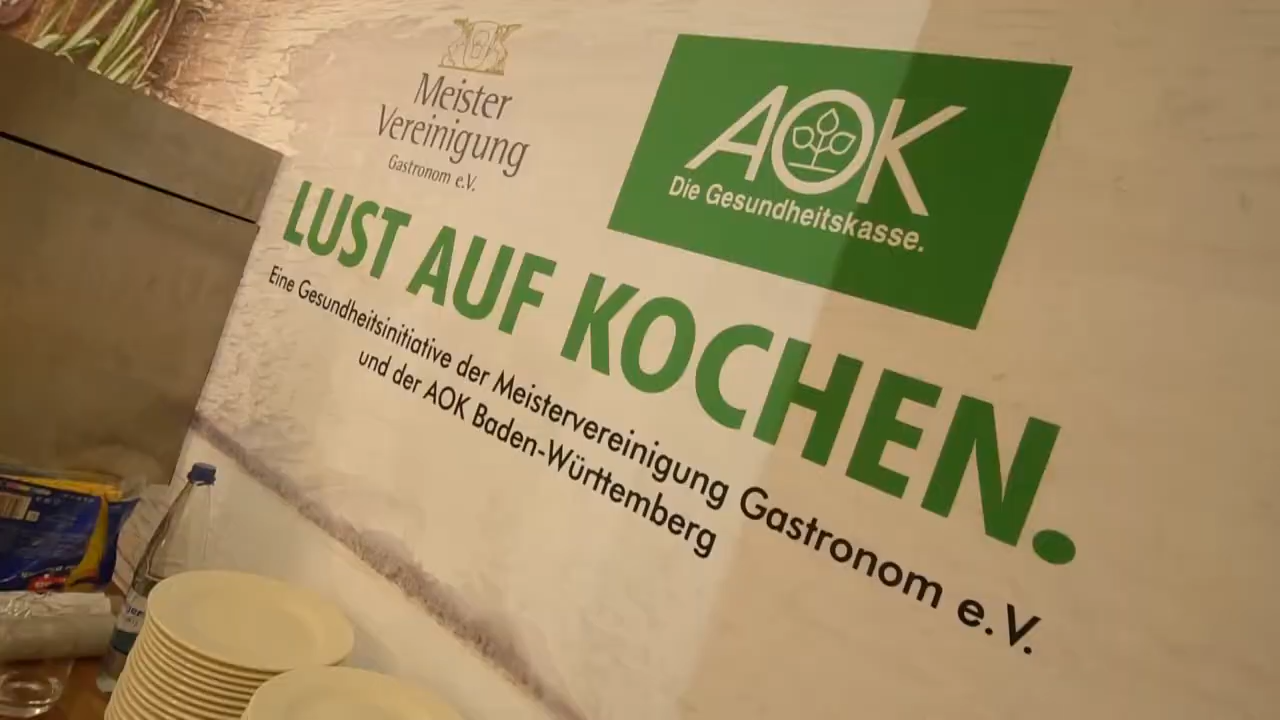 Meister
Vereinigung
Gastronom e.V.
AOK
Die Gesundheitskasse.
LUST AUF KOCHEN.
Eine Gesundheitsinitiative der Meistervereinigung Gastronom e.V.
und der AOK Baden-Württemberg